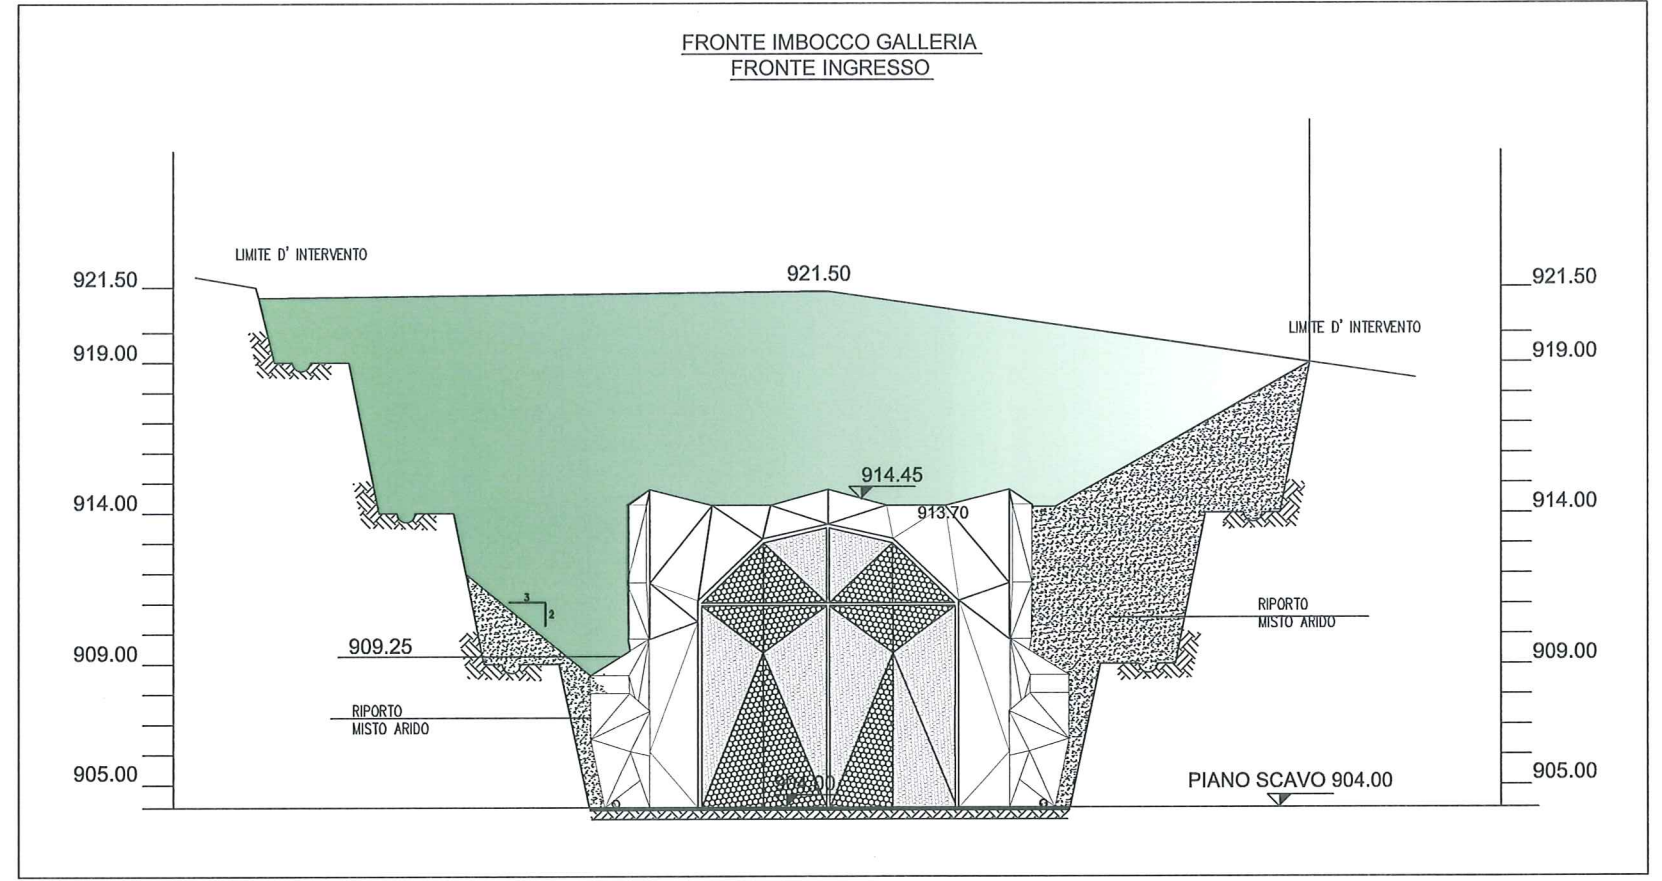 FRONTE IMBOCCO GALLERIA
FRONTE INGRESSO
LIMITE D' INTERVENTO
921.50
921.50
921.50
LIMITE D' INTERVENTO
919.00
919.00
914.45
914.00
913.70
914.00
3
2
RIPORTO
MISTO ARIDO
909.25
909.00
909.00
RIPORTO
MISTO ARIDO
905.00
904.00
PIANO SCAVO 904.00
905.00